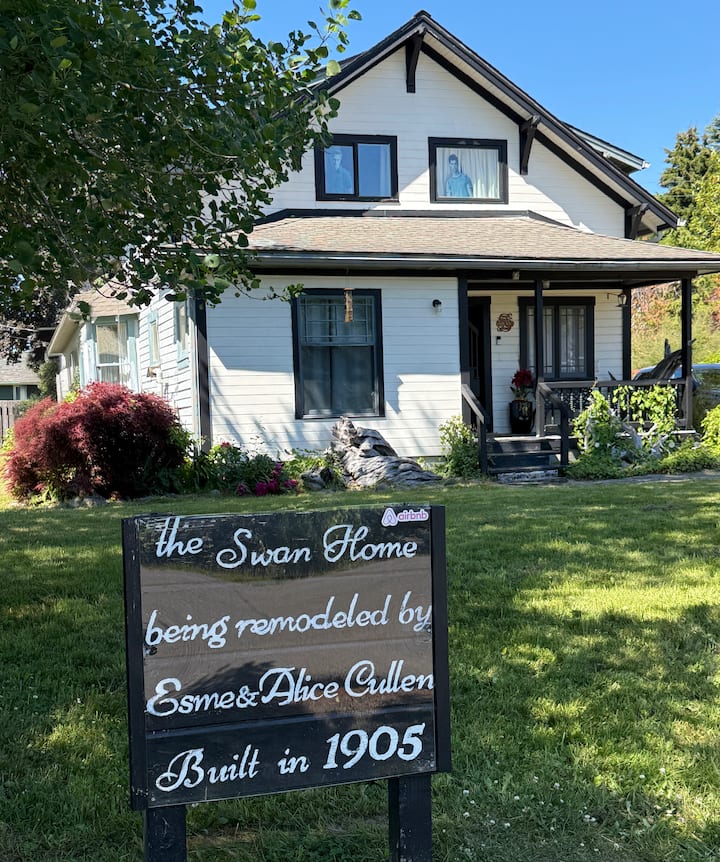 airbnb
the Swan Home
being remodeled by
Esme & Alice Cullen
Built in 1905